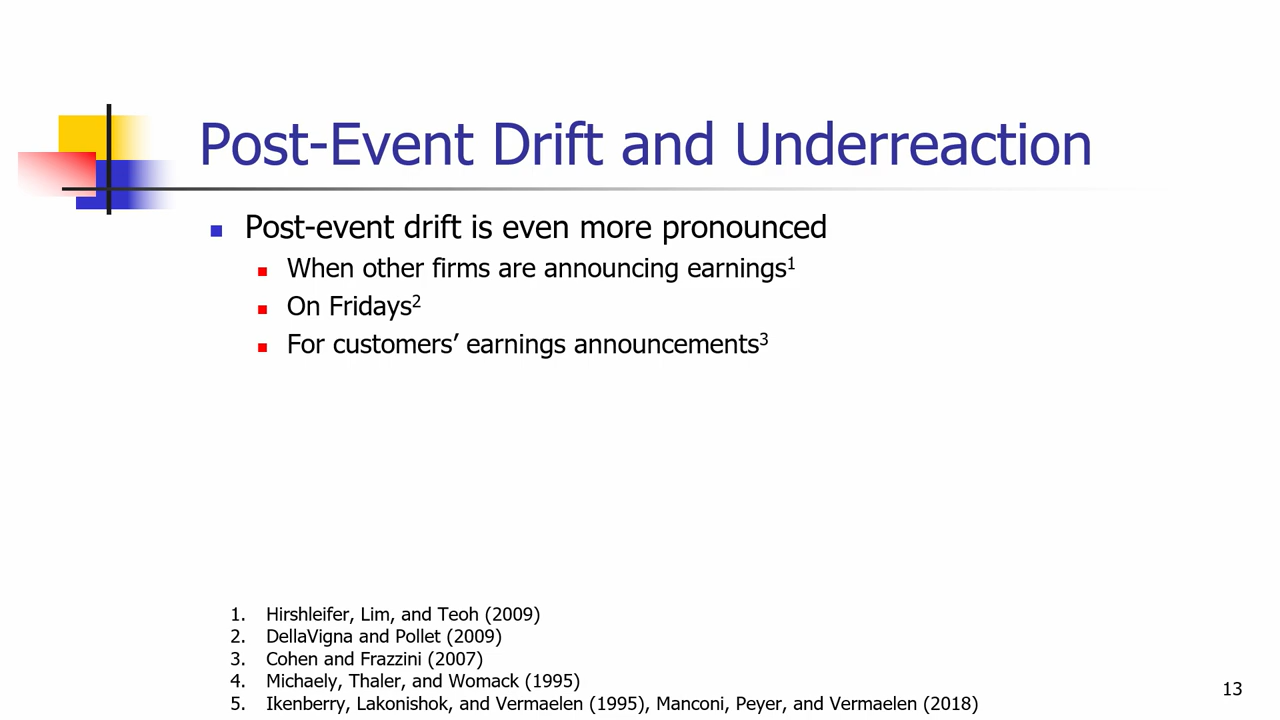 Post-Event Drift and Underreaction
Post-event drift is even more pronounced
When other firms are announcing earnings1
On Fridays2
For customers’ earnings announcements3
1. Hirshleifer, Lim, and Teoh (2009)
2. DellaVigna and Pollet (2009)
3. Cohen and Frazzini (2007)
4. Michaely, Thaler, and Womack (1995)
5. Ikenberry, Lakonishok, and Vermaelen (1995), Manconi, Peyer, and Vermaelen (2018)
13